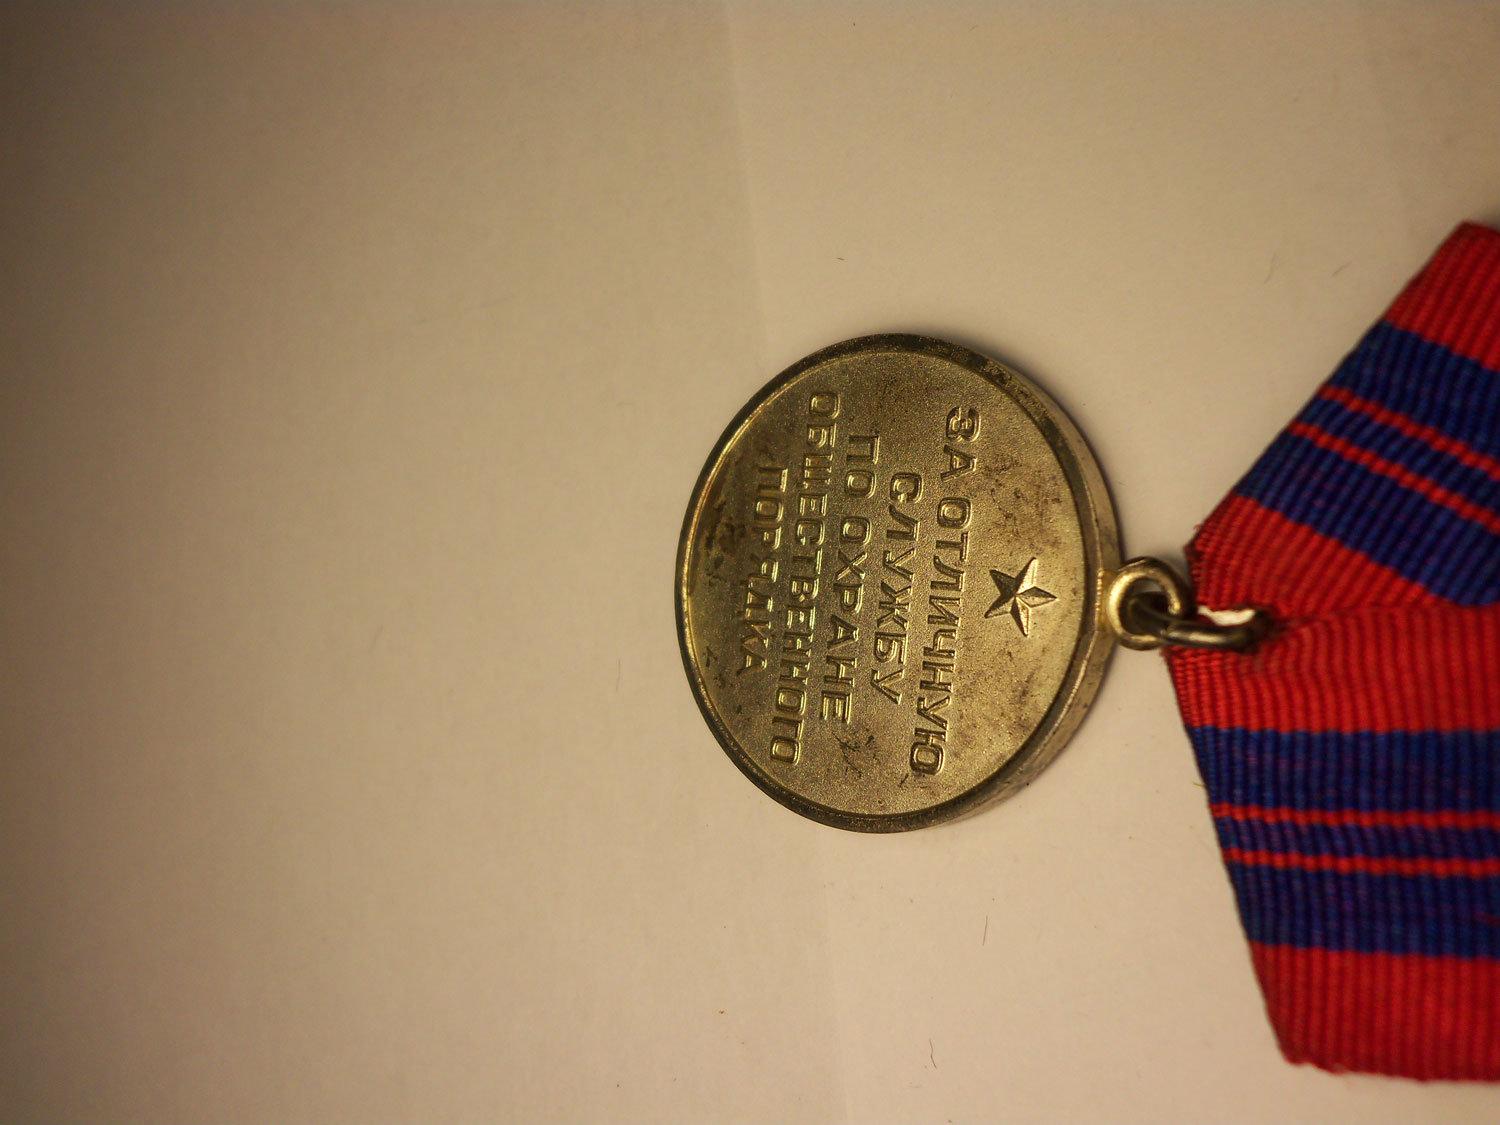 ЗА ОТЛИЧНУЮ
СЛУЖБУ
ПО ОХРАНЕ
ОБЩЕСТВЕННОГО
ПОРЯДКА